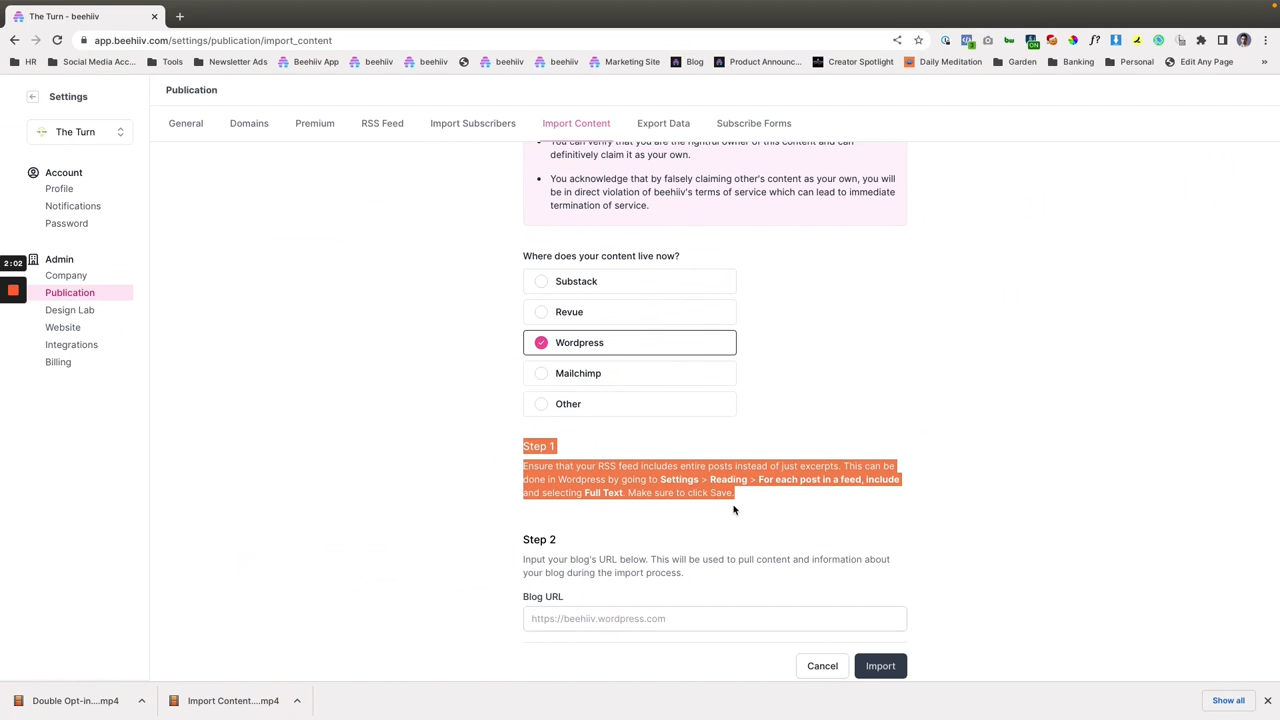 The Turn - beehiiv
app.beehiiv.com/settings/publication/import_content
HR
Social Media Acc...
Tools
Newsletter Ads
Beehiiv App
beehiiv
beehiiv
beehiiv
beehiiv
Marketing Site
Blog
Product Announc...
Creator Spotlight
Daily Meditation
Garden
Banking
Personal
Edit Any Page
»
Settings
Publication
The Turn
General
Domains
Premium
RSS Feed
Import Subscribers
Import Content
Export Data
Subscribe Forms
Account
Profile
Notifications
Password
2:02
Admin
Company
Publication
Design Lab
Website
Integrations
Billing
You can verify that you are the rightful owner of this content and can
definitively claim it as your own.
You acknowledge that by falsely claiming other's content as your own, you will
be in direct violation of beehiiv's terms of service which can lead to immediate
termination of service.
Where does your content live now?
Substack
Revue
Wordpress
Mailchimp
Other
Step 1
Ensure that your RSS feed includes entire posts instead of just excerpts. This can be
done in Wordpress by going to Settings > Reading > For each post in a feed, include
and selecting Full Text. Make sure to click Save.
Step 2
Input your blog's URL below. This will be used to pull content and information about
your blog during the import process.
Blog URL
https://beehiiv.wordpress.com
Cancel
Import
Double Opt-in....mp4
Import Content....mp4
Show all